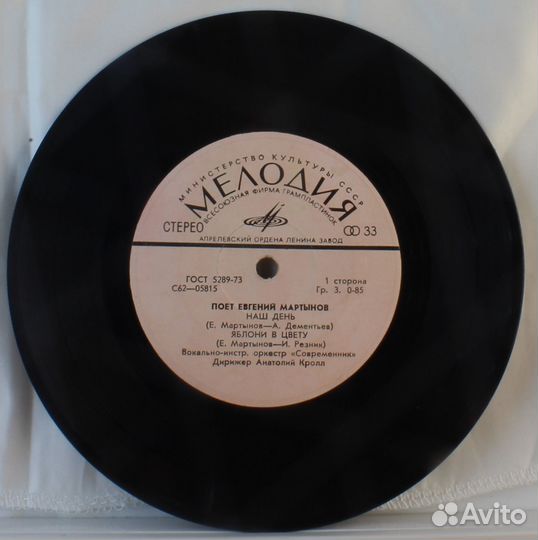 МИНИСТЕРСТВО КУЛЬТУРЫ СССР
МЕЛОДИЯ
ВСЕСОЮЗНАЯ ФИРМА ГРАМПЛАСТИНОК
СТЕРЕО
33
АПРЕЛЕВСКИЙ ОРДЕНА ЛЕНИНА ЗАВОД
ГОСТ 5289-73
1 сторона
С62—05815
Гр. 3. 0-85
ПОЕТ ЕВГЕНИЙ МАРТЫНОВ
НАШ ДЕНЬ
(Е. Мартынов—А. Дементьев)
ЯБЛОНИ В ЦВЕТУ
(Е. Мартынов—И. Резник)
Вокально-инстр. оркестр «Современник»
Дирижер Анатолий Кролл
Avito